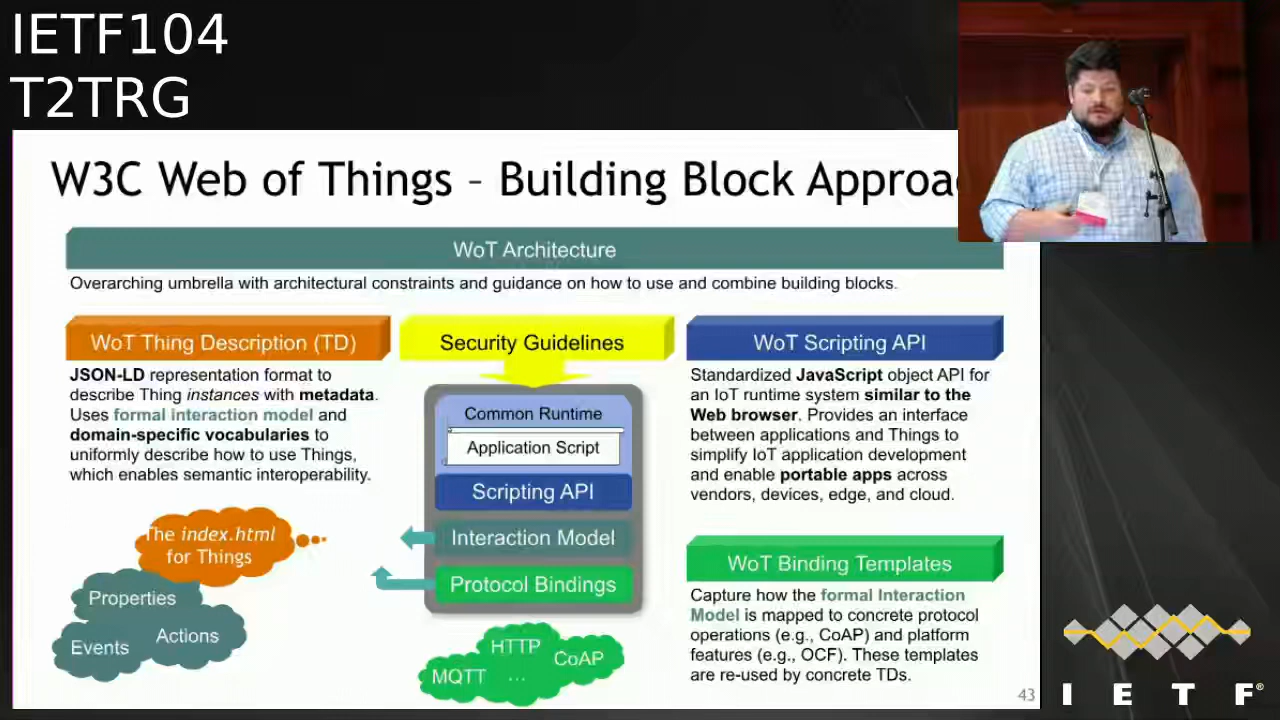 IETF104
T2TRG
W3C Web of Things – Building Block Approa
WoT Architecture
Overarching umbrella with architectural constraints and guidance on how to use and combine building blocks.
WoT Thing Description (TD)
JSON-LD representation format to
describe Thing instances with metadata.
Uses formal interaction model and
domain-specific vocabularies to
uniformly describe how to use Things,
which enables semantic interoperability.
The index.html
for Things
Properties
Events
Actions
Security Guidelines
Common Runtime
Application Script
Scripting API
Interaction Model
Protocol Bindings
HTTP
CoAP
MQTT
...
WoT Scripting API
Standardized JavaScript object API for
an IoT runtime system similar to the
Web browser. Provides an interface
between applications and Things to
simplify IoT application development
and enable portable apps across
vendors, devices, edge, and cloud.
WoT Binding Templates
Capture how the formal Interaction
Model is mapped to concrete protocol
operations (e.g., CoAP) and platform
features (e.g., OCF). These templates
are re-used by concrete TDs.
43
I E T F®